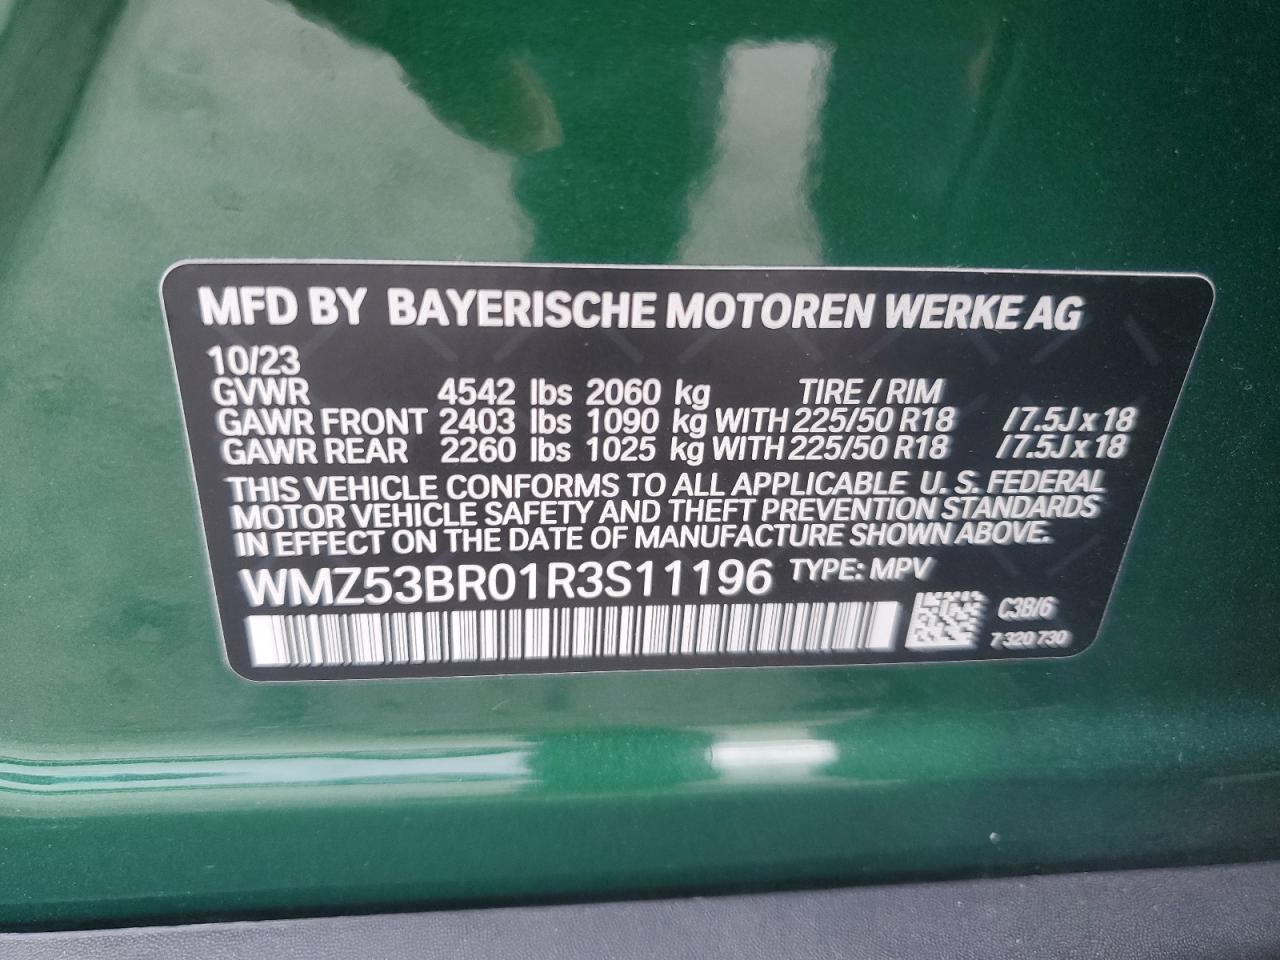 MFD BY BAYERISCHE MOTOREN WERKE AG
10/23
GVWR 4542 lbs 2060 kg TIRE / RIM
GAWR FRONT 2403 lbs 1090 kg WITH 225/50 R18 /7.5J x 18
GAWR REAR 2260 lbs 1025 kg WITH 225/50 R18 /7.5J x 18
THIS VEHICLE CONFORMS TO ALL APPLICABLE U. S. FEDERAL
MOTOR VEHICLE SAFETY AND THEFT PREVENTION STANDARDS
IN EFFECT ON THE DATE OF MANUFACTURE SHOWN ABOVE.
WMZ53BR01R3S11196 TYPE: MPV
C3B/6
7 320 730